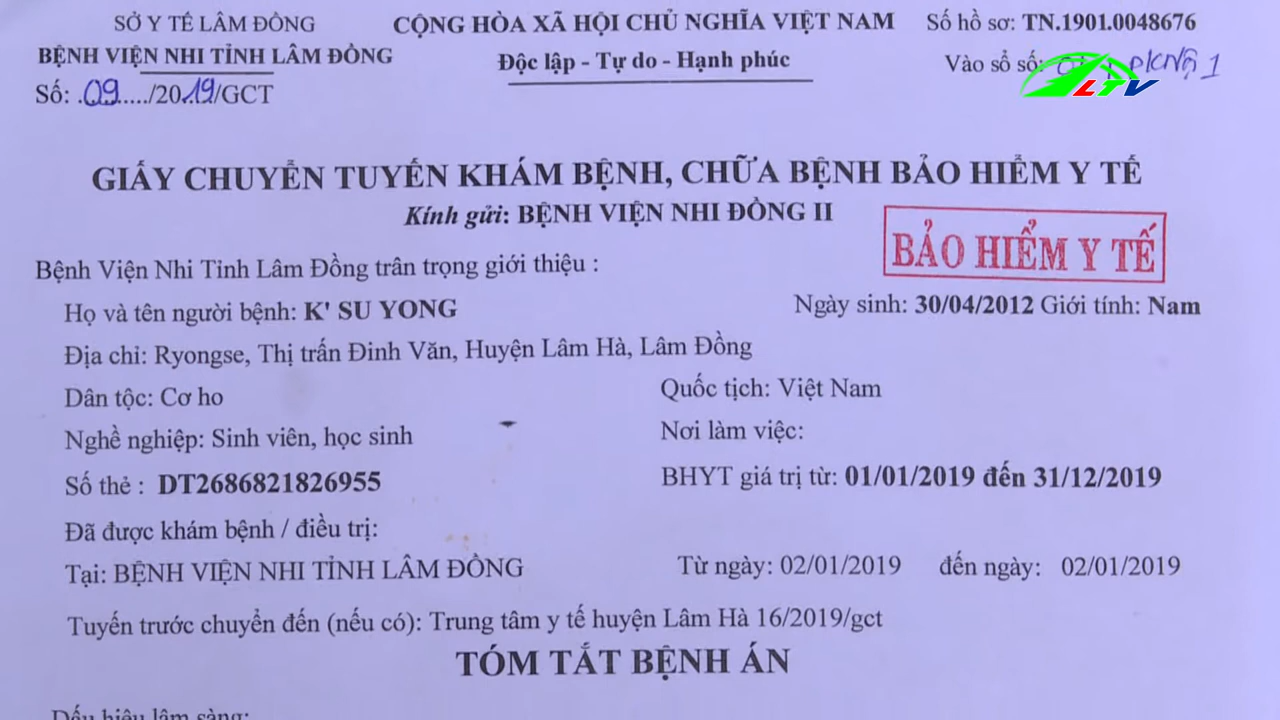 SỞ Y TẾ LÂM ĐỒNG
BỆNH VIỆN NHI TỈNH LÂM ĐỒNG
Số: .09...../2019/GCT
CỘNG HÒA XÃ HỘI CHỦ NGHĨA VIỆT NAM
Độc lập - Tự do - Hạnh phúc
Số hồ sơ: TN.1901.0048676
Vào sổ số:
LTV
GIẤY CHUYỂN TUYẾN KHÁM BỆNH, CHỮA BỆNH BẢO HIỂM Y TẾ
Kính gửi: BỆNH VIỆN NHI ĐỒNG II
BẢO HIỂM Y TẾ
Bệnh Viện Nhi Tỉnh Lâm Đồng trân trọng giới thiệu :
Họ và tên người bệnh: K' SU YONG Ngày sinh: 30/04/2012 Giới tính: Nam
Địa chỉ: Ryongse, Thị trấn Đinh Văn, Huyện Lâm Hà, Lâm Đồng
Dân tộc: Cơ ho Quốc tịch: Việt Nam
Nghề nghiệp: Sinh viên, học sinh Nơi làm việc:
Số thẻ : DT2686821826955 BHYT giá trị từ: 01/01/2019 đến 31/12/2019
Đã được khám bệnh / điều trị:
Tại: BỆNH VIỆN NHI TỈNH LÂM ĐỒNG Từ ngày: 02/01/2019 đến ngày: 02/01/2019
Tuyến trước chuyển đến (nếu có): Trung tâm y tế huyện Lâm Hà 16/2019/gct
TÓM TẮT BỆNH ÁN
Dấu hiệu lâm sàng: